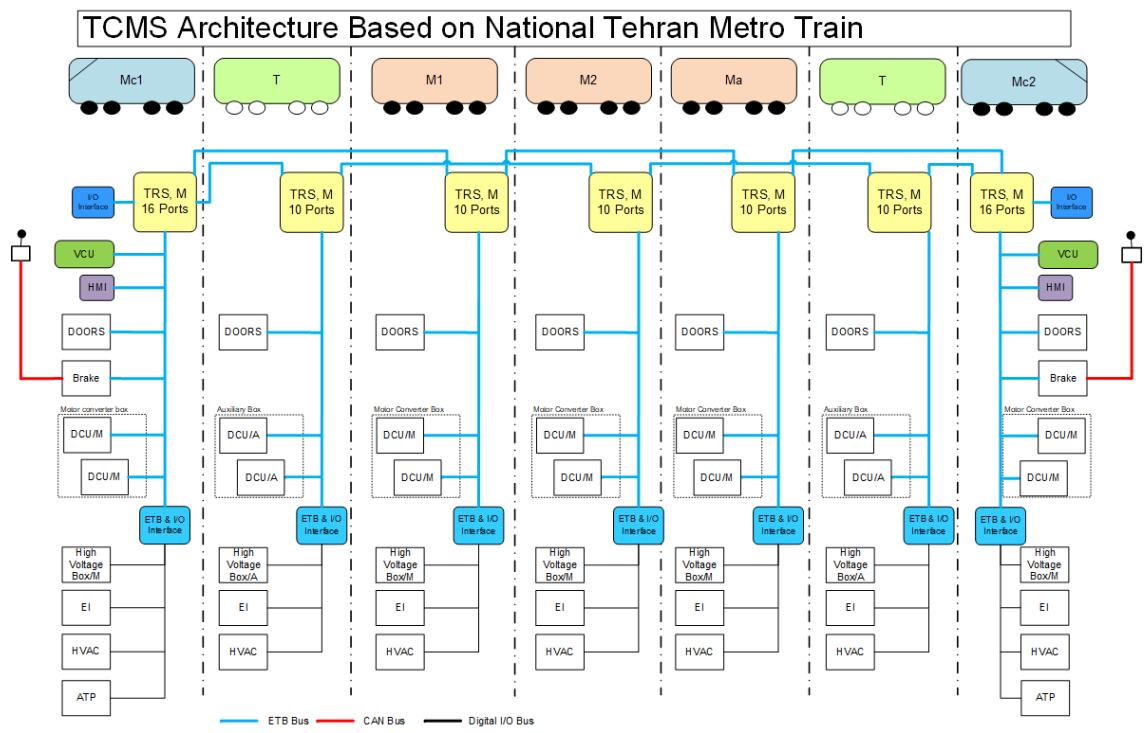 TCMS Architecture Based on National Tehran Metro Train
Mc1
T
M1
M2
Ma
T
Mc2
I/O
Interface
TRS, M
16 Ports
TRS, M
10 Ports
TRS, M
10 Ports
TRS, M
10 Ports
TRS, M
10 Ports
TRS, M
10 Ports
TRS, M
16 Ports
I/O
Interface
VCU
VCU
HMI
HMI
DOORS
DOORS
DOORS
DOORS
DOORS
DOORS
DOORS
Brake
Brake
Motor converter box
Auxiliary Box
Motor Converter Box
Motor Converter Box
Motor Converter Box
Auxiliary Box
Motor Converter Box
DCU/M
DCU/A
DCU/M
DCU/M
DCU/M
DCU/A
DCU/M
DCU/M
DCU/A
DCU/M
DCU/M
DCU/M
DCU/A
DCU/M
ETB & I/O
Interface
ETB & I/O
Interface
ETB & I/O
Interface
ETB & I/O
Interface
ETB & I/O
Interface
ETB & I/O
Interface
ETB & I/O
Interface
High
Voltage
Box/M
High
Voltage
Box/A
High
Voltage
Box/M
High
Voltage
Box/M
High
Voltage
Box/M
High
Voltage
Box/A
High
Voltage
Box/M
EI
EI
EI
EI
EI
EI
EI
HVAC
HVAC
HVAC
HVAC
HVAC
HVAC
HVAC
ATP
ATP
ETB Bus
CAN Bus
Digital I/O Bus